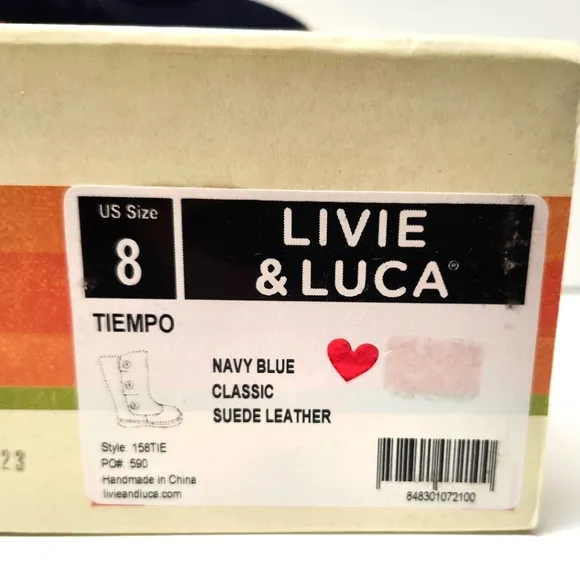 US Size
8
LIVIE
& LUCA®
TIEMPO
NAVY BLUE
CLASSIC
SUEDE LEATHER
Style: 158TIE
PO#: 590
Handmade in China
livieandluca.com
848301072100
23